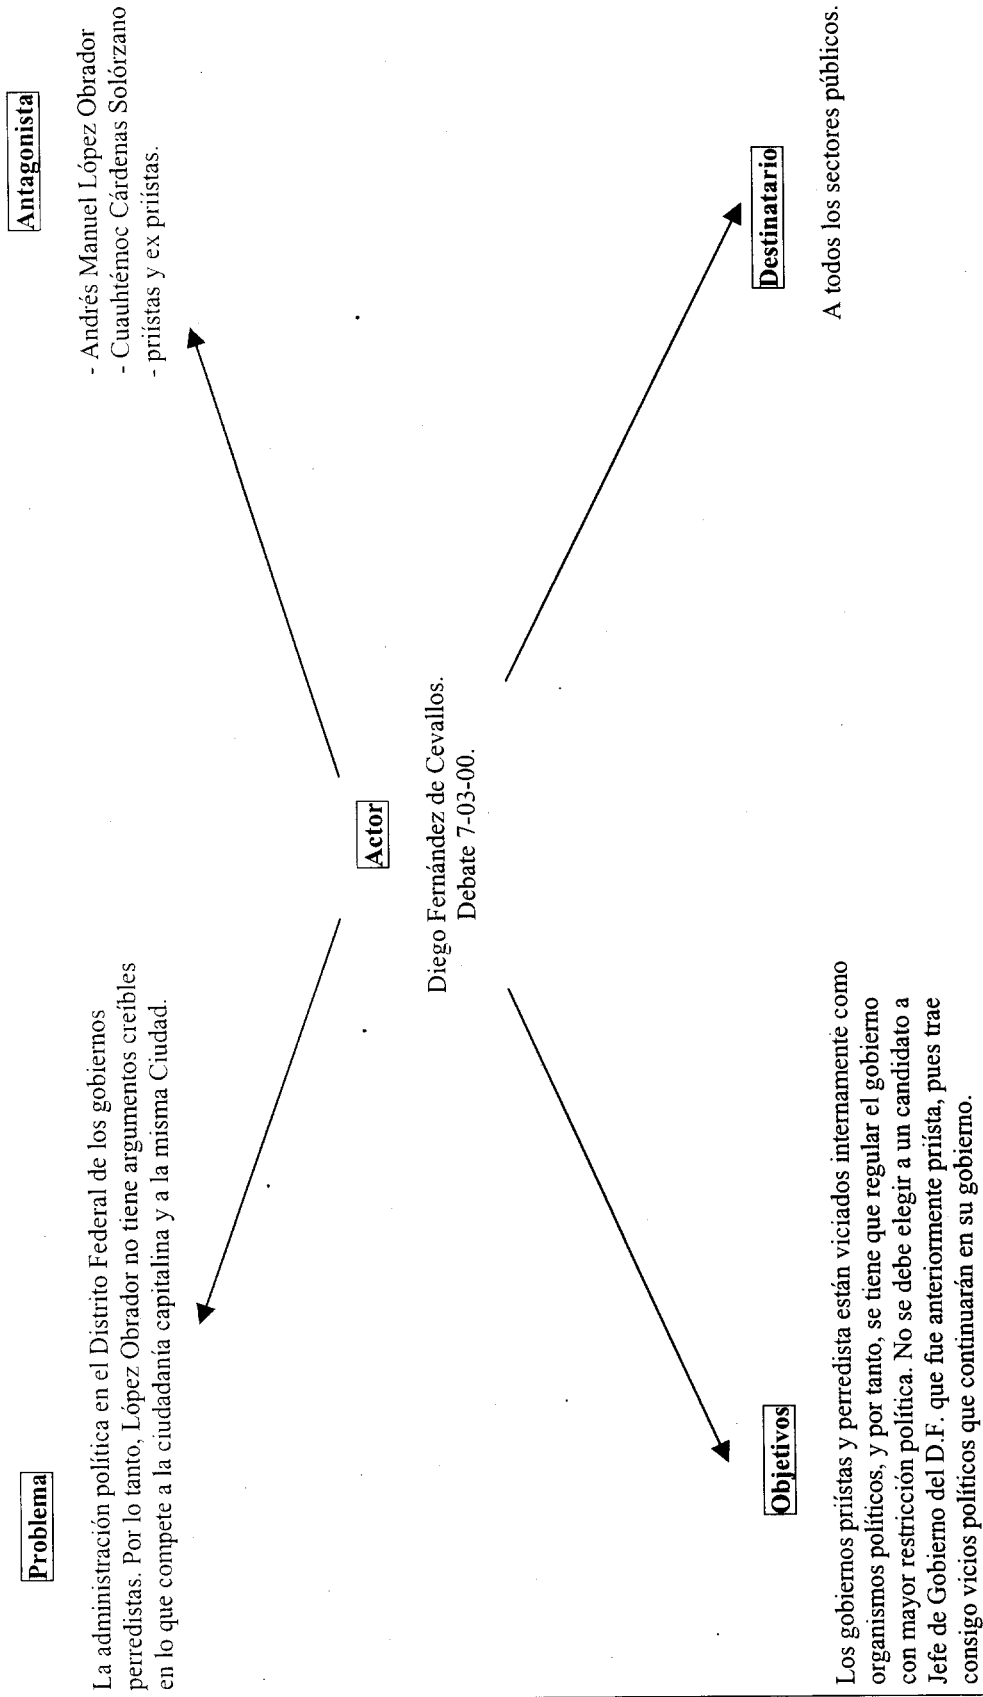 Problema
La administración política en el Distrito Federal de los gobiernos
perredistas. Por lo tanto, López Obrador no tiene argumentos creíbles
en lo que compete a la ciudadanía capitalina y a la misma Ciudad.
Antagonista
- Andrés Manuel López Obrador
- Cuauhtémoc Cárdenas Solórzano
- priístas y ex priístas.
Actor
Diego Fernández de Cevallos.
Debate 7-03-00.
Objetivos
Los gobiernos priístas y perredista están viciados internamente como
organismos políticos, y por tanto, se tiene que regular el gobierno
con mayor restricción política. No se debe elegir a un candidato a
Jefe de Gobierno del D.F. que fue anteriormente priísta, pues trae
consigo vicios políticos que continuarán en su gobierno.
Destinatario
A todos los sectores públicos.